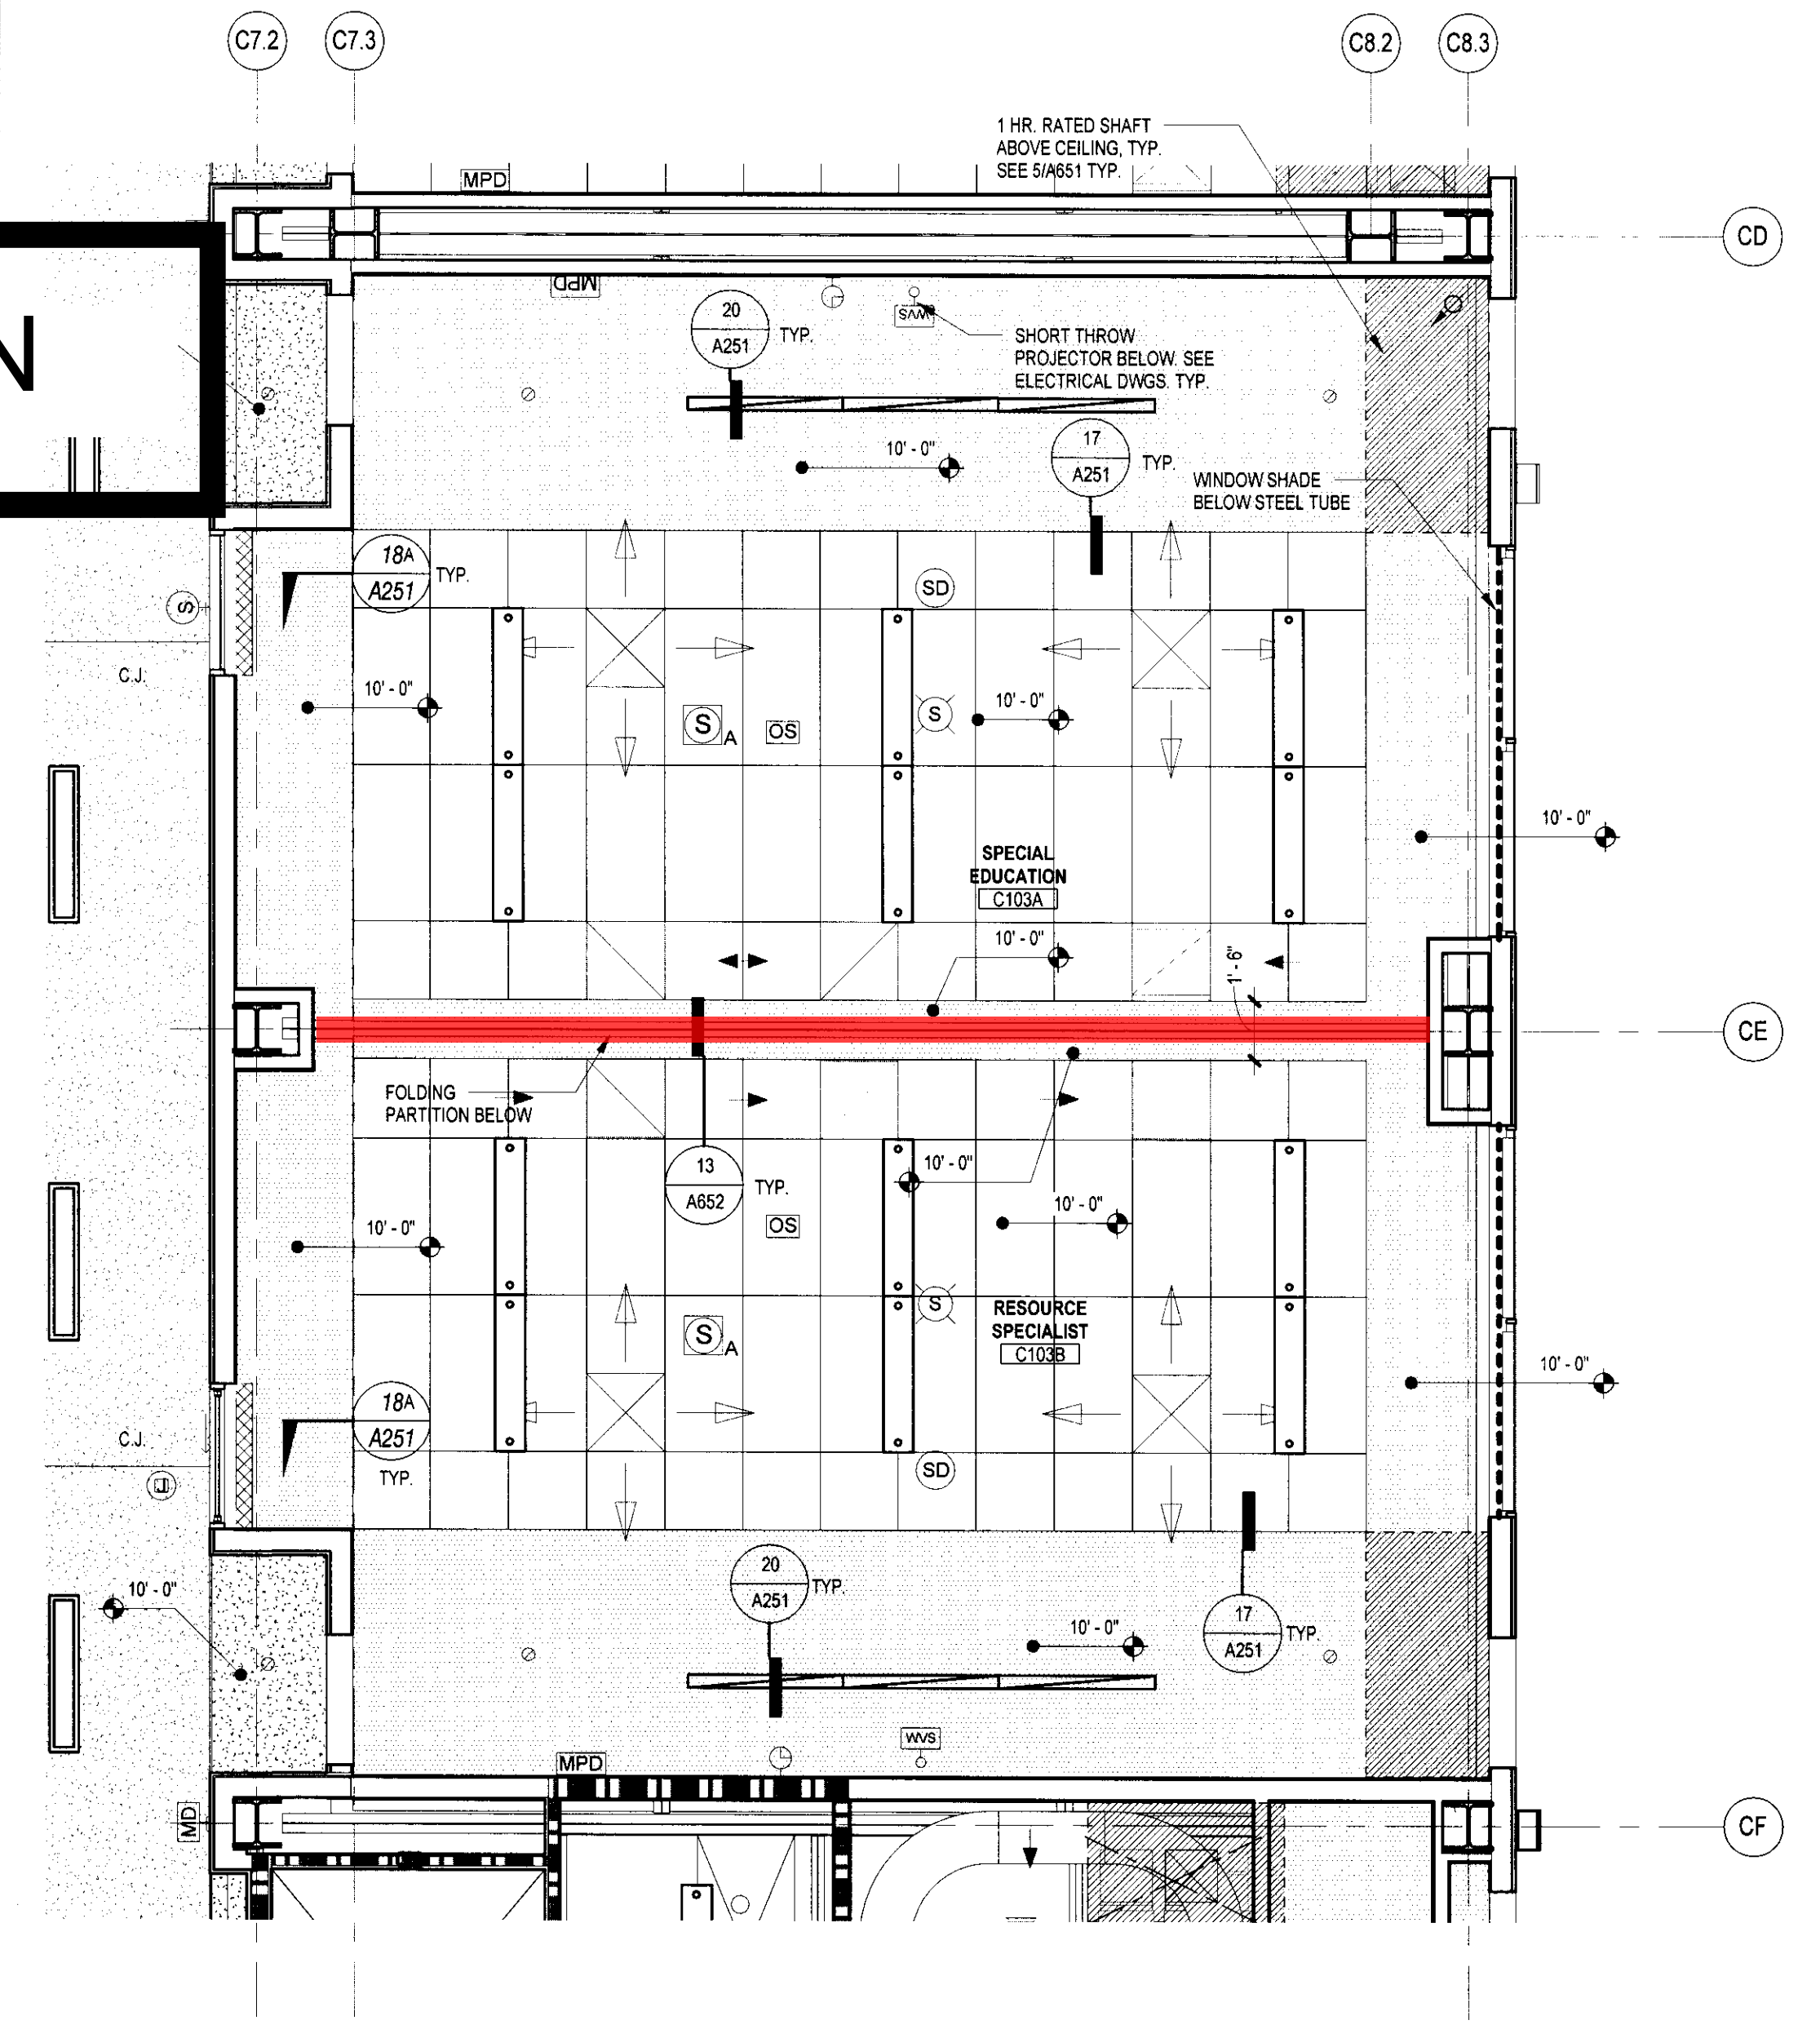 C7.2
C7.3
C8.2
C8.3
1 HR. RATED SHAFT
ABOVE CEILING, TYP.
SEE 5/A651 TYP.
MPD
CD
N
MPD
20
A251
TYP.
SHORT THROW
PROJECTOR BELOW. SEE
ELECTRICAL DWGS. TYP.
17
A251
TYP.
10' - 0"
WINDOW SHADE
BELOW STEEL TUBE
18A
A251
TYP.
SD
S
C.J.
10' - 0"
S
A
OS
S
10' - 0"
10' - 0"
SPECIAL
EDUCATION
C103A
10' - 0"
1' - 6"
CE
FOLDING
PARTITION BELOW
13
A652
TYP.
10' - 0"
10' - 0"
OS
10' - 0"
S
A
S
RESOURCE
SPECIALIST
C103B
10' - 0"
18A
A251
TYP.
C.J.
SD
20
A251
TYP.
10' - 0"
17
A251
TYP.
10' - 0"
WVS
MPD
MD
CF